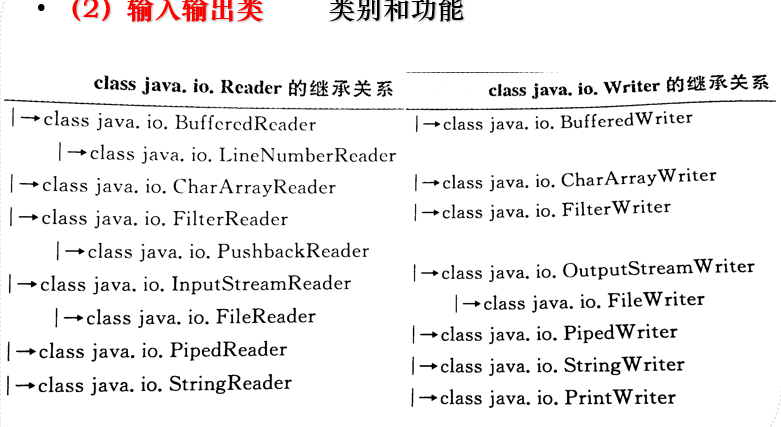 • (2) 输入输出类 类别和功能
class java. io. Reader 的继承关系
|→class java. io. BufferedReader
|→class java. io. LineNumberReader
|→class java. io. CharArrayReader
|→class java. io. FilterReader
|→class java. io. PushbackReader
|→class java. io. InputStreamReader
|→class java. io. FileReader
|→class java. io. PipedReader
|→class java. io. StringReader
class java. io. Writer 的继承关系
|→class java. io. BufferedWriter
|→class java. io. CharArrayWriter
|→class java. io. FilterWriter
|→class java. io. OutputStreamWriter
|→class java. io. FileWriter
|→class java. io. PipedWriter
|→class java. io. StringWriter
|→class java. io. PrintWriter